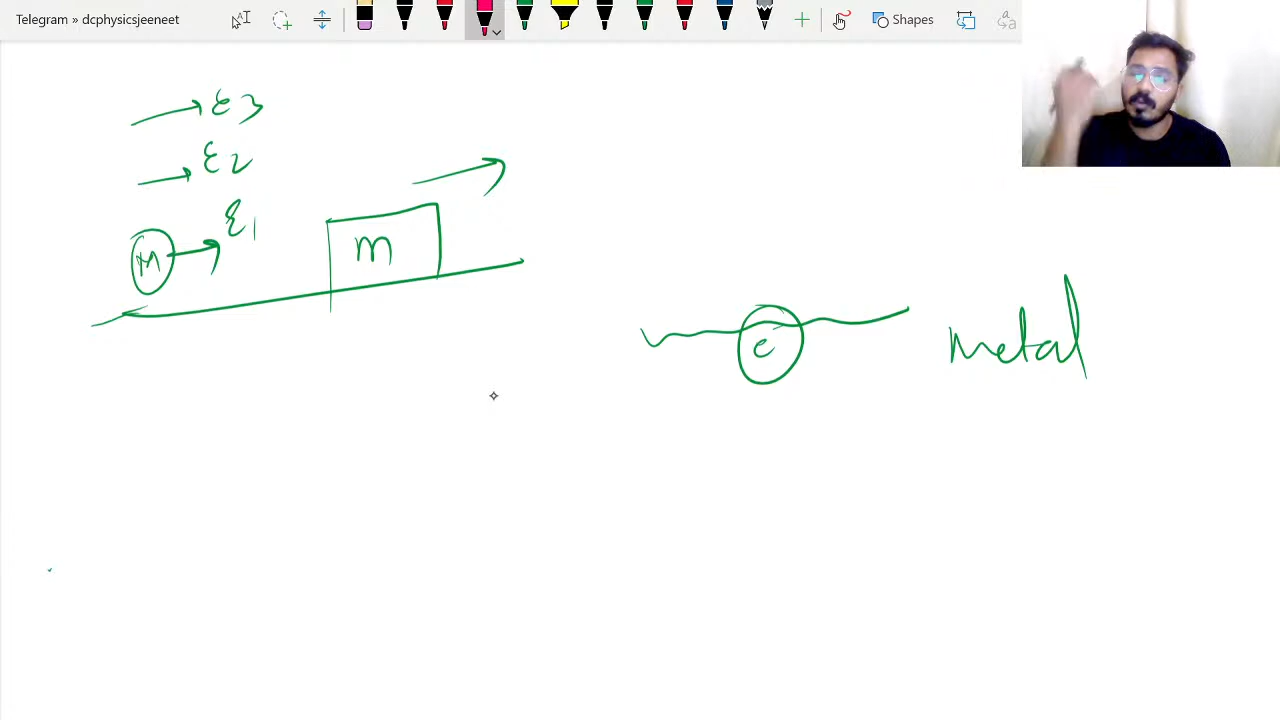 Telegram » dcphysicsjeeneet
Shapes
ε3
ε2
ε1
M
m
e
metal